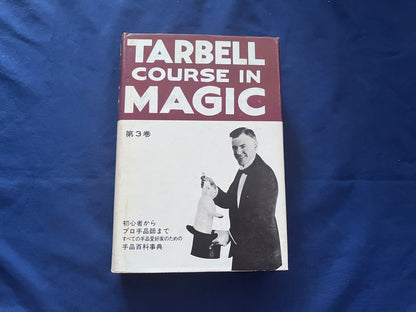 TARBELL
COURSE IN
MAGIC
第3巻
初心者から
プロ手品師まで
すべての手品愛好家のための
手品百科事典